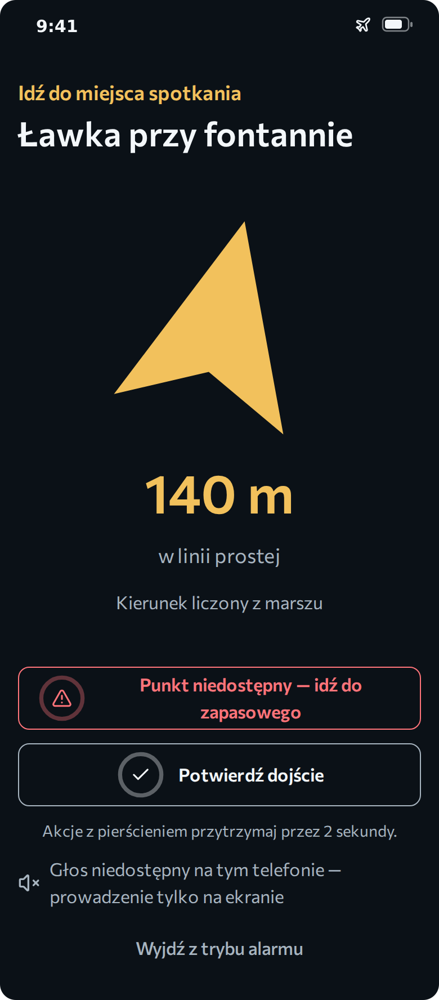 9:41
Idź do miejsca spotkania
Ławka przy fontannie
140 m
w linii prostej
Kierunek liczony z marszu
Punkt niedostępny — idź do
zapasowego
Potwierdź dojście
Akcje z pierścieniem przytrzymaj przez 2 sekundy.
Głos niedostępny na tym telefonie —
prowadzenie tylko na ekranie
Wyjdź z trybu alarmu